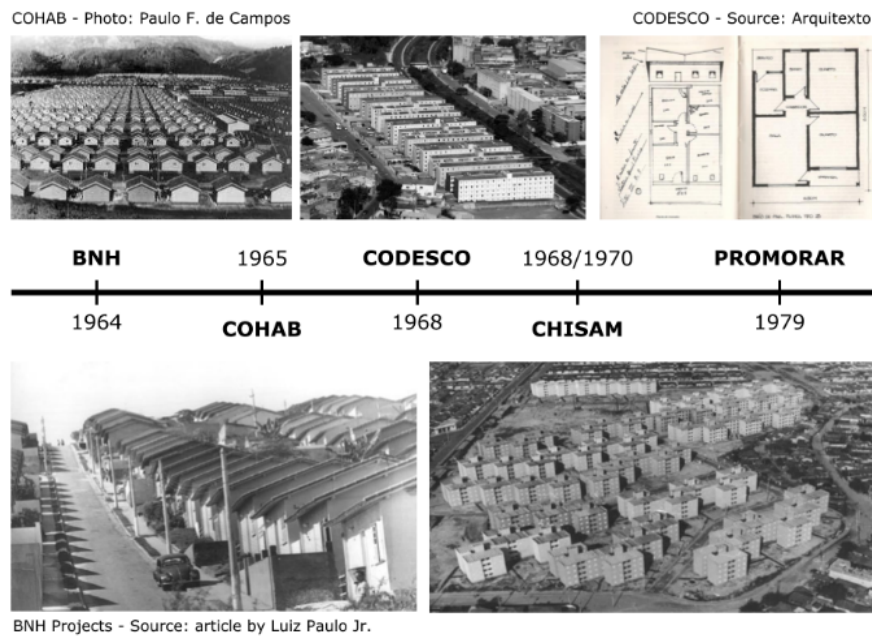 COHAB - Photo: Paulo F. de Campos
CODESCO - Source: Arquitexto
BNH
1965
CODESCO
1968/1970
PROMORAR
1964
COHAB
1968
CHISAM
1979
BNH Projects - Source: article by Luiz Paulo Jr.